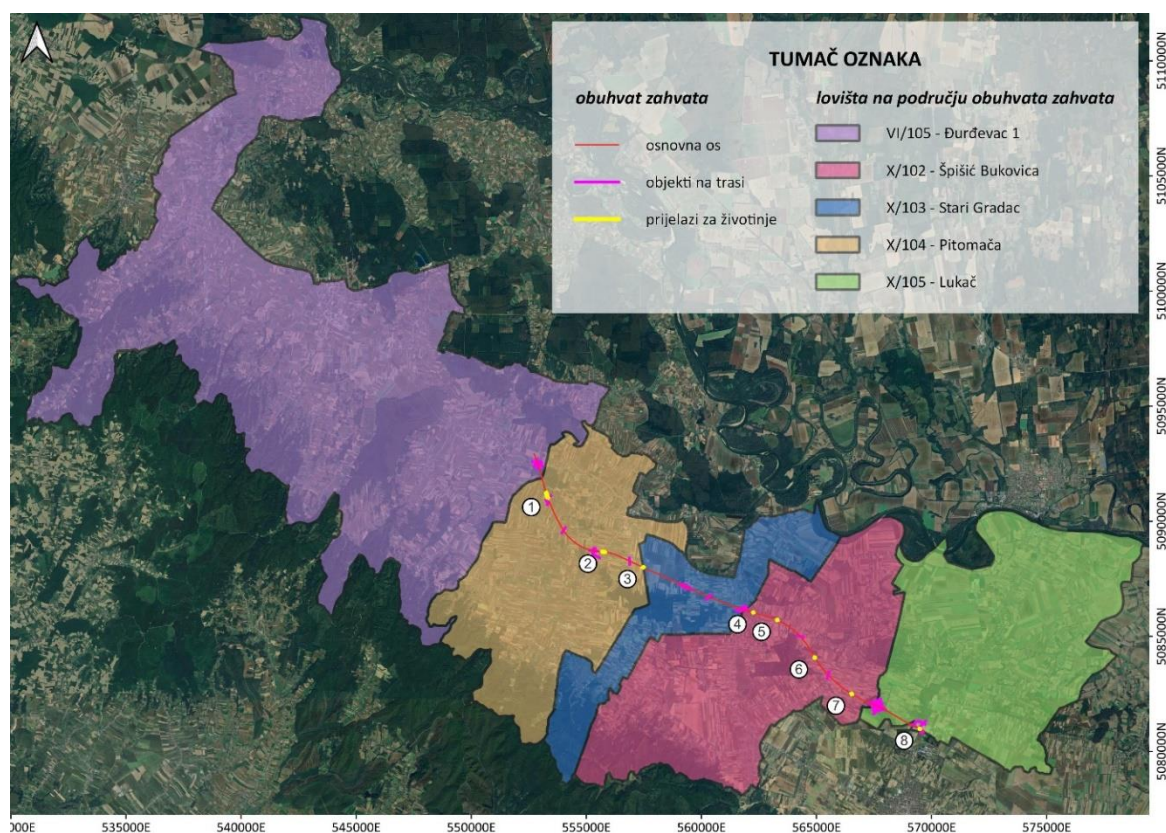 TUMAČ OZNAKA
obuhvat zahvata
osnovna os
objekti na trasi
prijelazi za životinje
lovišta na području obuhvata zahvata
VI/105 - Đurđevac 1
X/102 - Špišić Bukovica
X/103 - Stari Gradac
X/104 - Pitomača
X/105 - Lukač
5110000N
5105000N
5100000N
5095000N
5090000N
5085000N
5080000N
1
2
3
4
5
6
7
8
000E
535000E
540000E
545000E
550000E
555000E
560000E
565000E
570000E
575000E